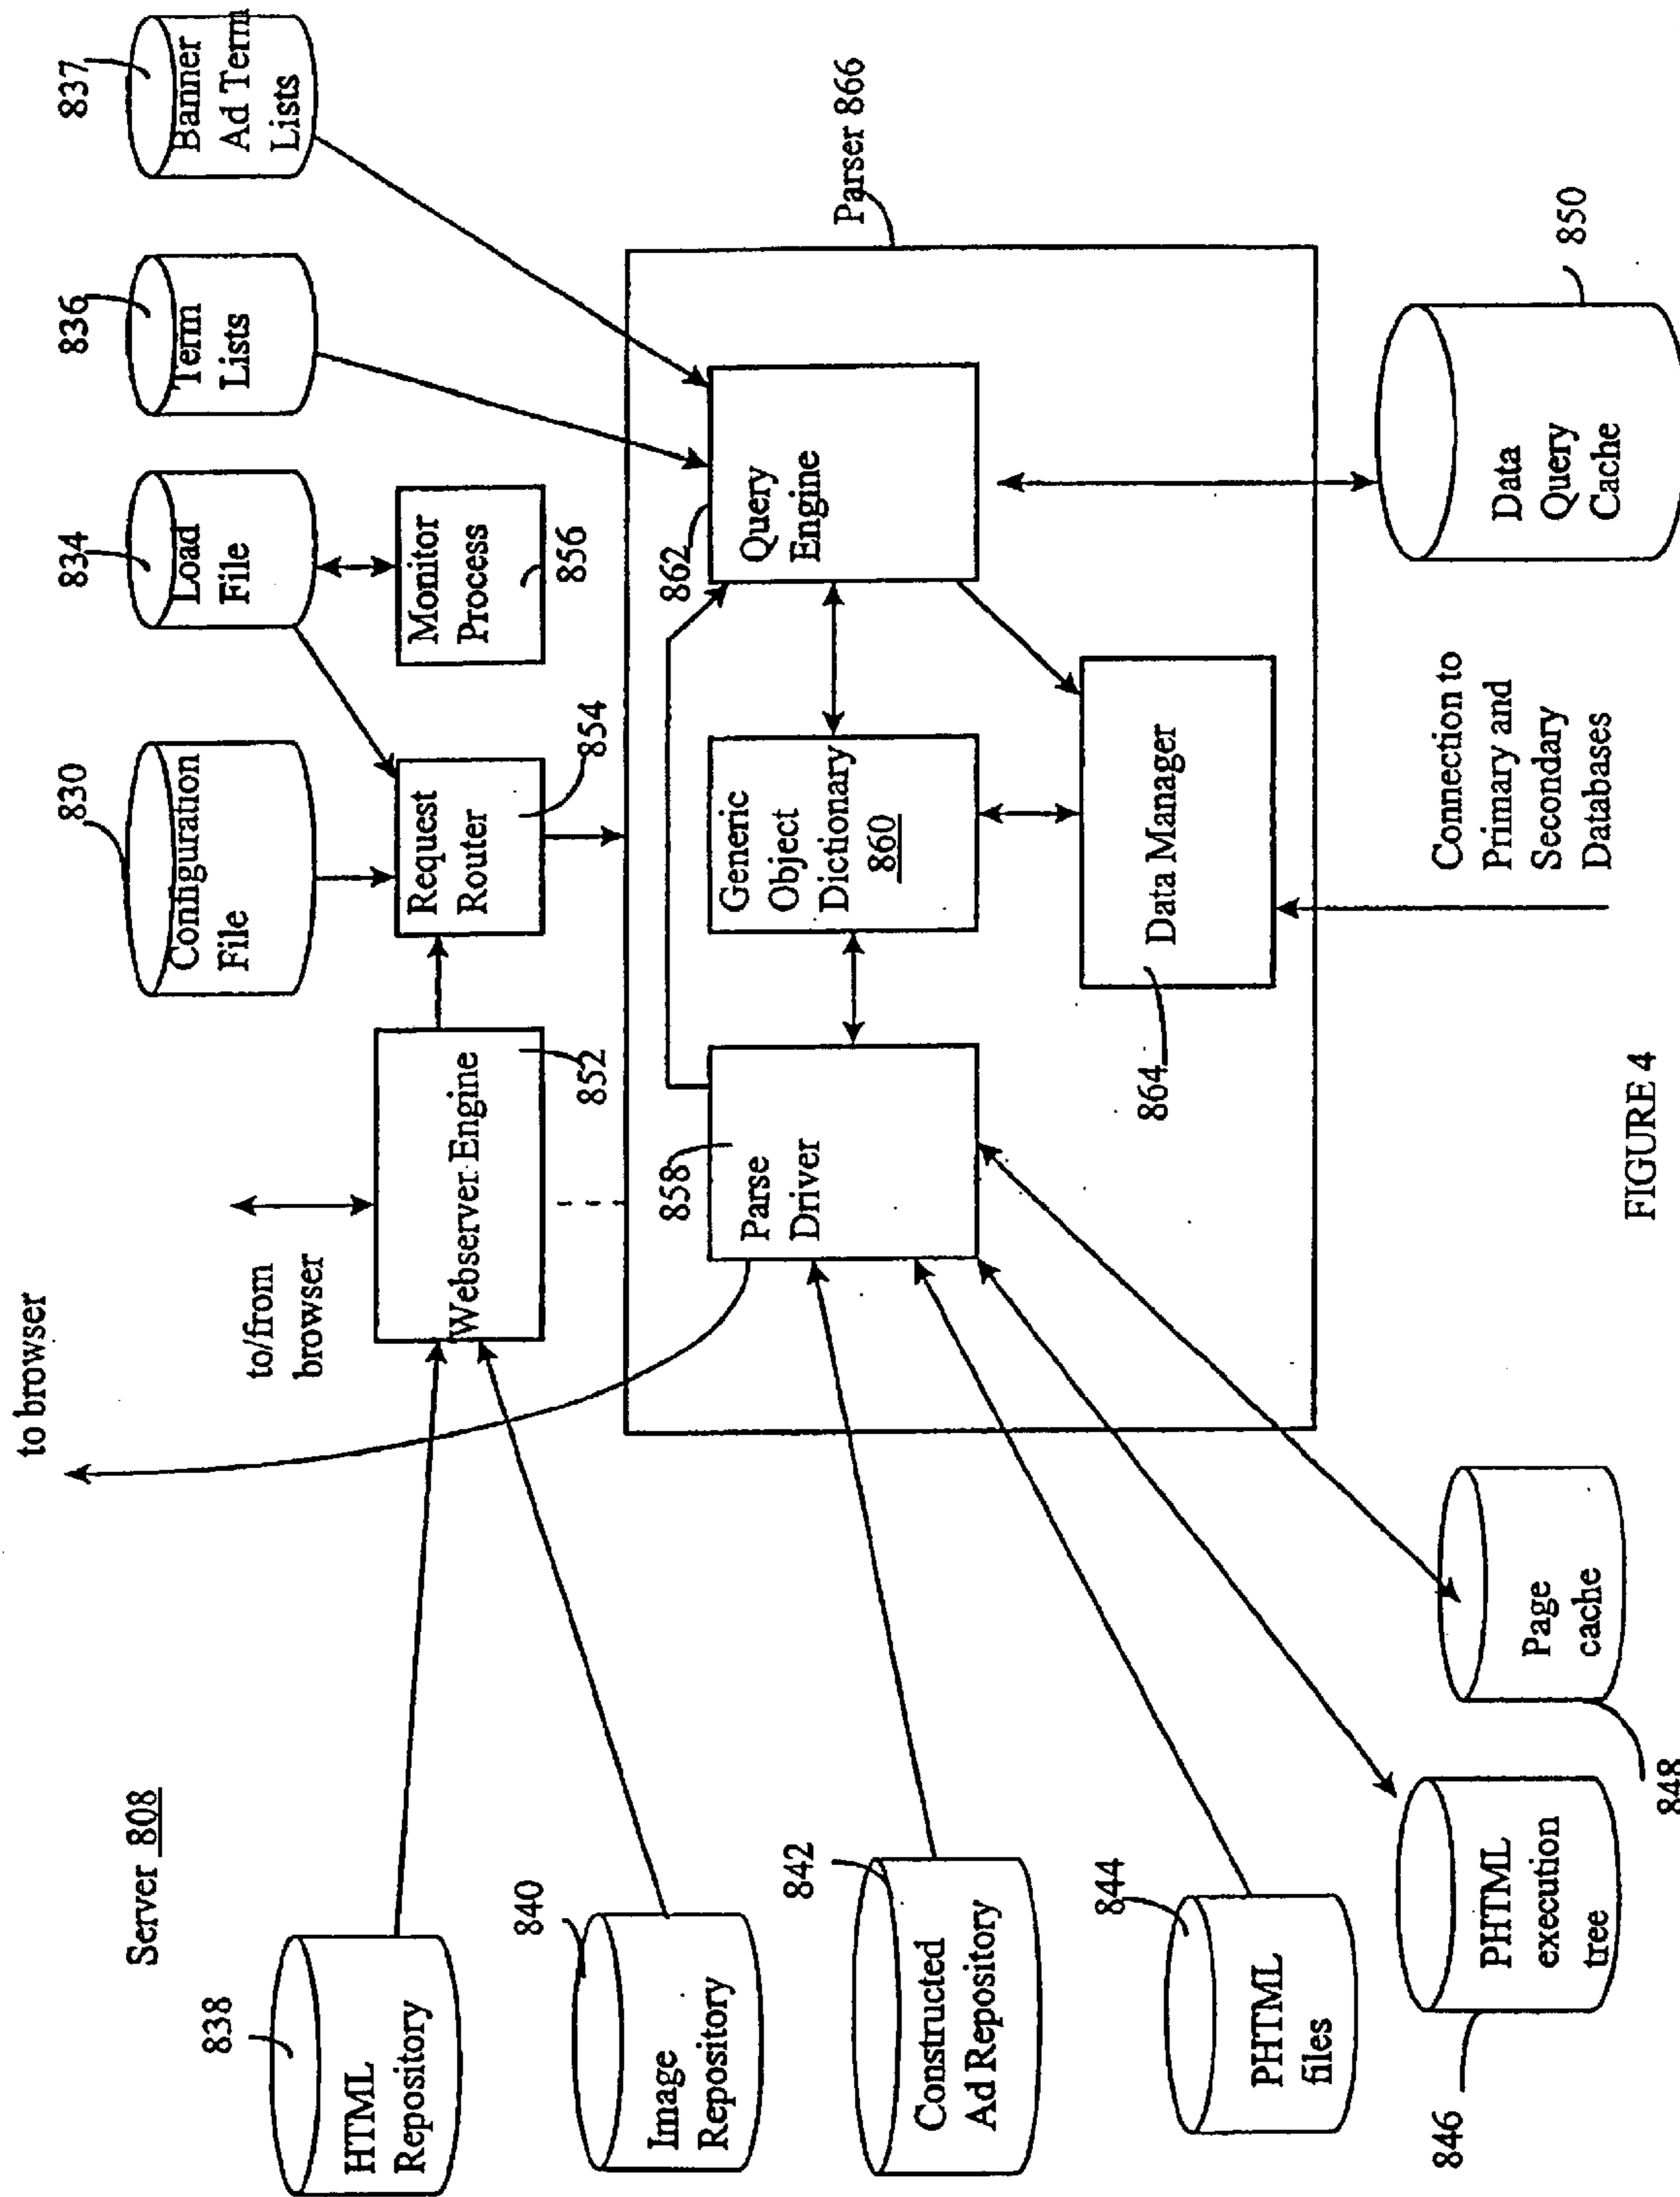 Server 808
to browser
838
HTML
Repository
840
Image
Repository
842
Constructed
Ad Repository
844
PHTML
files
846
PHTML
execution
tree
848
Page
cache
to/from
browser
Webserver Engine
852
830
Configuration
File
Request
Router
854
834
Load
File
Monitor
Process
856
836
Term
Lists
837
Banner
Ad Term
Lists
Parser 866
858
Parse
Driver
Generic
Object
Dictionary
860
862
Query
Engine
864
Data Manager
Connection to
Primary and
Secondary
Databases
850
Data
Query
Cache
FIGURE 4